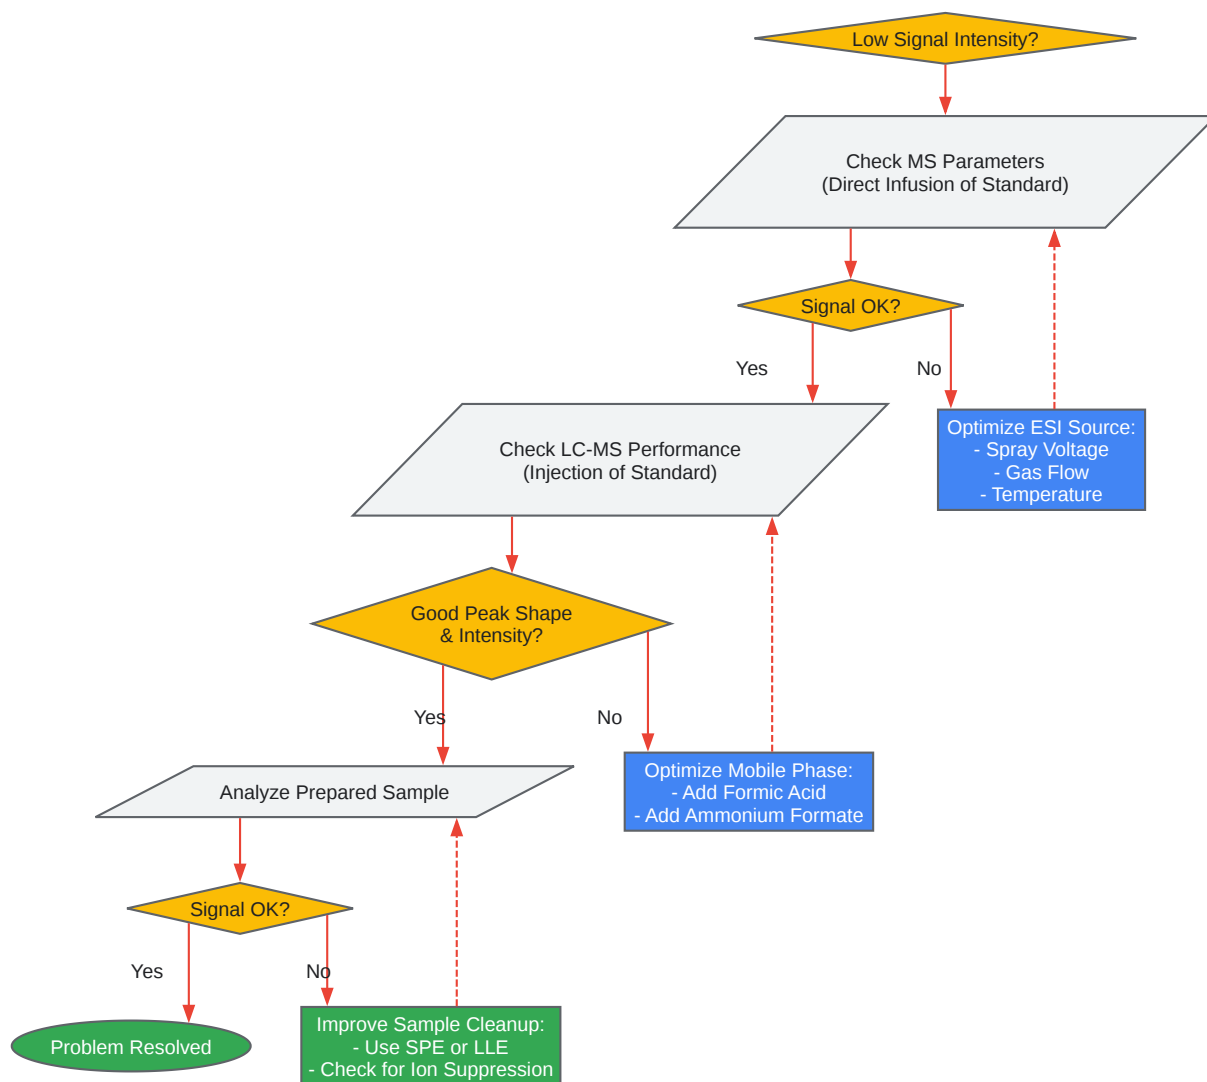 Low Signal Intensity?
Check MS Parameters
(Direct Infusion of Standard)
Signal OK?
Yes
No
Optimize ESI Source:
- Spray Voltage
- Gas Flow
- Temperature
Check LC-MS Performance
(Injection of Standard)
Good Peak Shape
& Intensity?
Yes
No
Optimize Mobile Phase:
- Add Formic Acid
- Add Ammonium Formate
Analyze Prepared Sample
Signal OK?
Yes
No
Problem Resolved
Improve Sample Cleanup:
- Use SPE or LLE
- Check for Ion Suppression